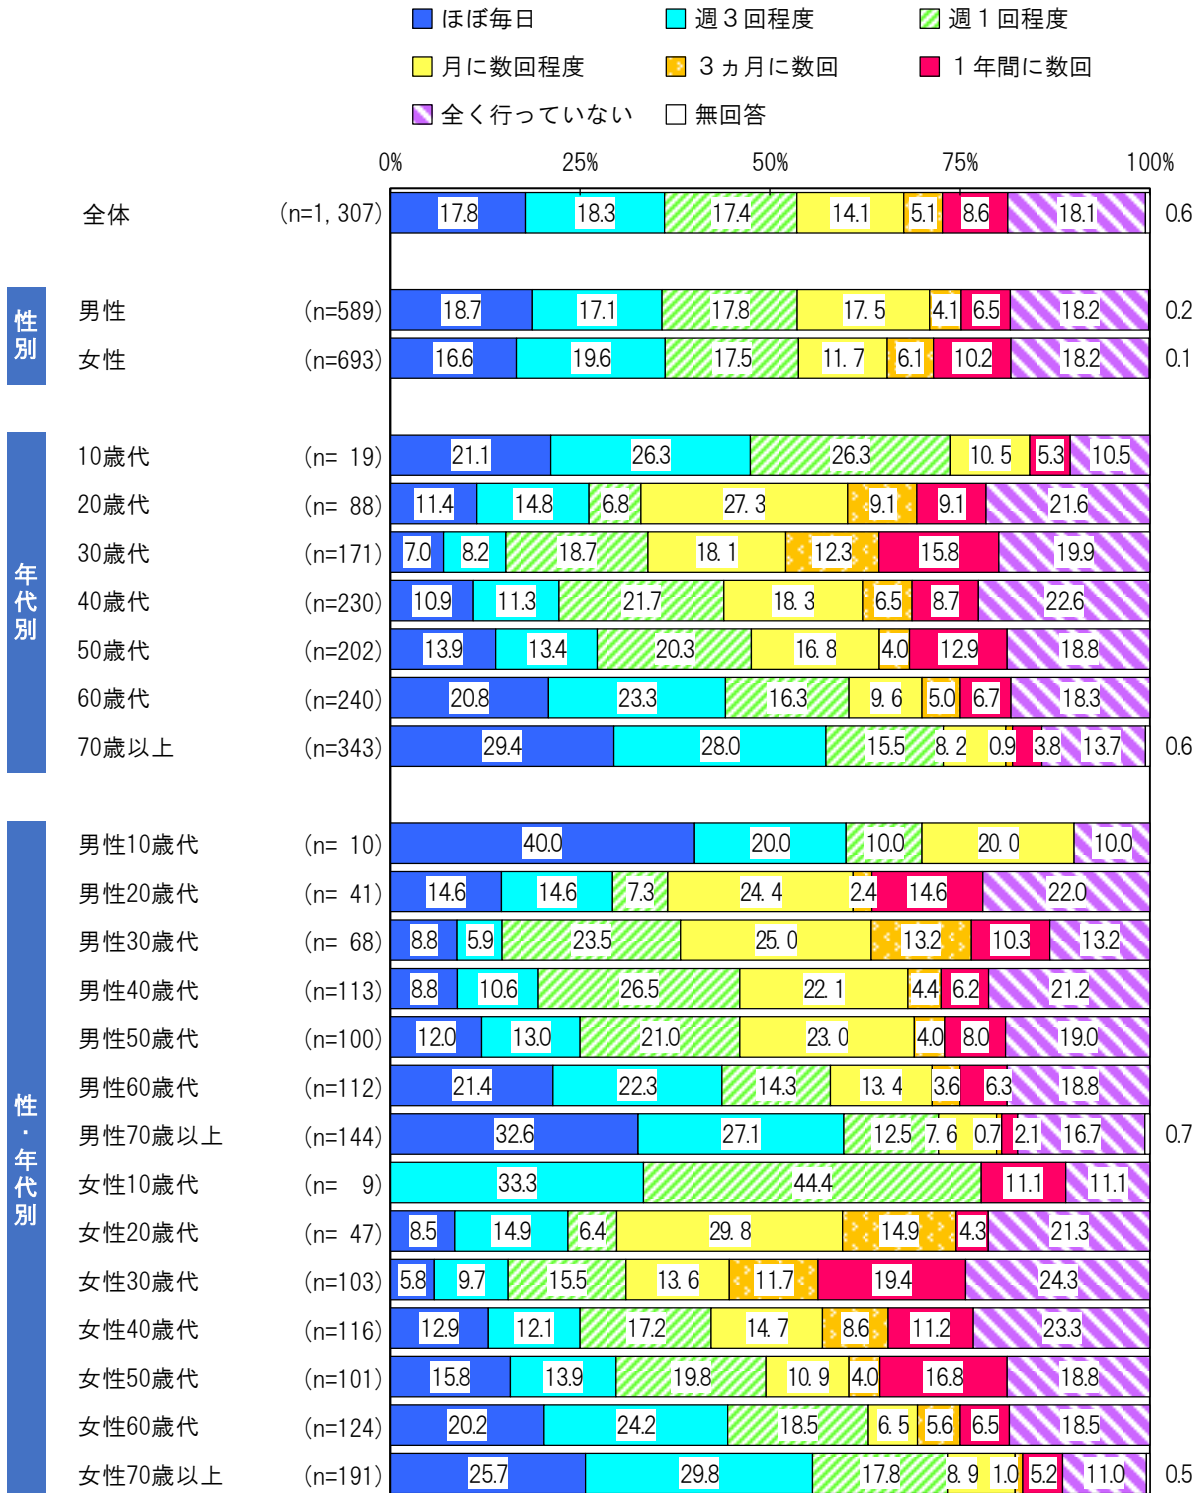 ほぼ毎日 週３回程度 週１回程度
月に数回程度 ３ヵ月に数回 １年間に数回
全く行っていない 無回答
0% 25% 50% 75% 100%
全体 (n=1,307) 17.8 18.3 17.4 14.1 5.1 8.6 18.1 0.6
性別
男性 (n=589) 18.7 17.1 17.8 17.5 4.1 6.5 18.2 0.2
女性 (n=693) 16.6 19.6 17.5 11.7 6.1 10.2 18.2 0.1
年代別
10歳代 (n= 19) 21.1 26.3 26.3 10.5 5.3 10.5
20歳代 (n= 88) 11.4 14.8 6.8 27.3 9.1 9.1 21.6
30歳代 (n=171) 7.0 8.2 18.7 18.1 12.3 15.8 19.9
40歳代 (n=230) 10.9 11.3 21.7 18.3 6.5 8.7 22.6
50歳代 (n=202) 13.9 13.4 20.3 16.8 4.0 12.9 18.8
60歳代 (n=240) 20.8 23.3 16.3 9.6 5.0 6.7 18.3
70歳以上 (n=343) 29.4 28.0 15.5 8.2 0.9 3.8 13.7 0.6
性・年代別
男性10歳代 (n= 10) 40.0 20.0 10.0 20.0 10.0
男性20歳代 (n= 41) 14.6 14.6 7.3 24.4 2.4 14.6 22.0
男性30歳代 (n= 68) 8.8 5.9 23.5 25.0 13.2 10.3 13.2
男性40歳代 (n=113) 8.8 10.6 26.5 22.1 4.4 6.2 21.2
男性50歳代 (n=100) 12.0 13.0 21.0 23.0 4.0 8.0 19.0
男性60歳代 (n=112) 21.4 22.3 14.3 13.4 3.6 6.3 18.8
男性70歳以上 (n=144) 32.6 27.1 12.5 7.6 0.7 2.1 16.7 0.7
女性10歳代 (n= 9) 33.3 44.4 11.1 11.1
女性20歳代 (n= 47) 8.5 14.9 6.4 29.8 14.9 4.3 21.3
女性30歳代 (n=103) 5.8 9.7 15.5 13.6 11.7 19.4 24.3
女性40歳代 (n=116) 12.9 12.1 17.2 14.7 8.6 11.2 23.3
女性50歳代 (n=101) 15.8 13.9 19.8 10.9 4.0 16.8 18.8
女性60歳代 (n=124) 20.2 24.2 18.5 6.5 5.6 6.5 18.5
女性70歳以上 (n=191) 25.7 29.8 17.8 8.9 1.0 5.2 11.0 0.5